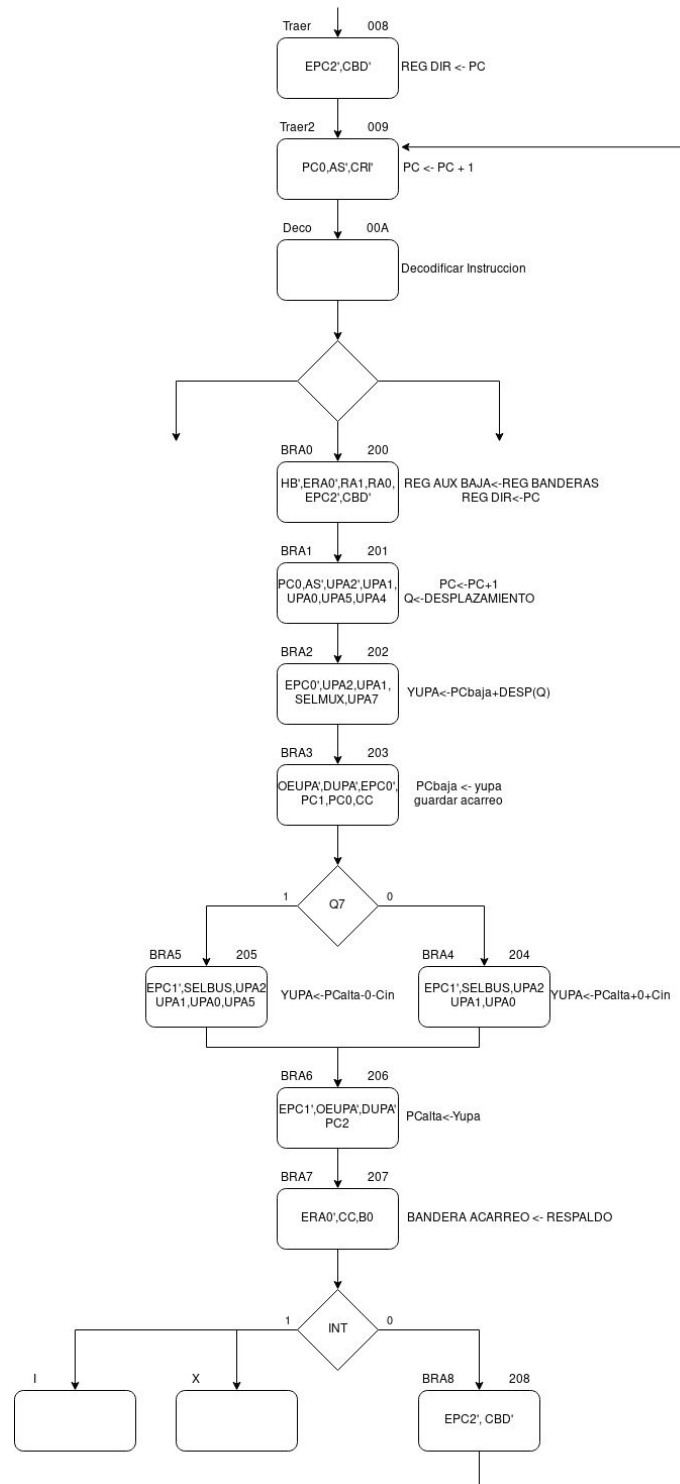 Traer 008
EPC2',CBD' REG DIR <- PC
Traer2 009
PC0,AS',CRI' PC <- PC + 1
Deco 00A
Decodificar Instruccion
BRA0 200
HB',ERA0',RA1,RA0, REG AUX BAJA<-REG BANDERAS
EPC2',CBD' REG DIR<-PC
BRA1 201
PC0,AS',UPA2',UPA1, PC<-PC+1
UPA0,UPA5,UPA4 Q<-DESPLAZAMIENTO
BRA2 202
EPC0',UPA2,UPA1,
SELMUX,UPA7
YUPA<-PCbaja+DESP(Q)
BRA3 203
OEUPA',DUPA',EPC0', PCbaja <- yupa
PC1,PC0,CC guardar acarreo
1 Q7 0
BRA5 205
EPC1',SELBUS,UPA2
UPA1,UPA0,UPA5
YUPA<-PCalta-0-Cin
BRA4 204
EPC1',SELBUS,UPA2
UPA1,UPA0
YUPA<-PCalta+0+Cin
BRA6 206
EPC1',OEUPA',DUPA'
PC2
PCalta<-Yupa
BRA7 207
ERA0',CC,B0 BANDERA ACARREO <- RESPALDO
1 INT 0
I X BRA8 208
EPC2', CBD'